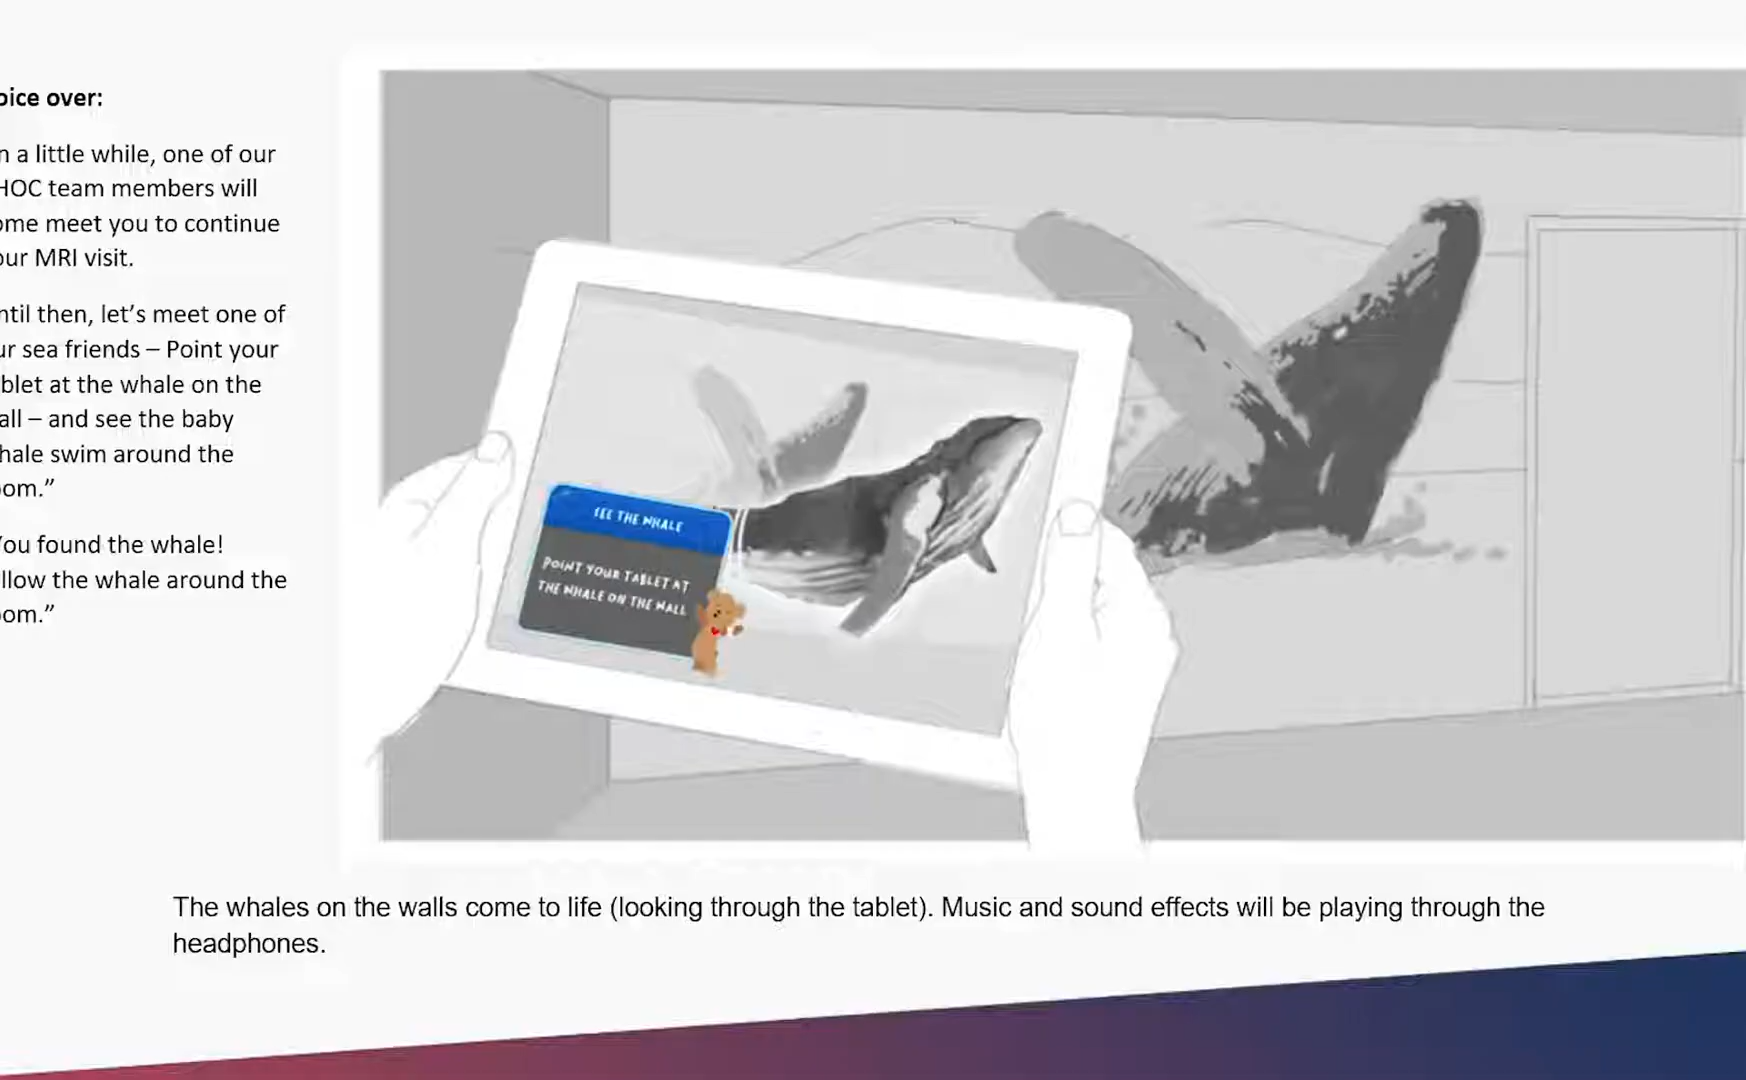 oice over:
n a little while, one of our
HOC team members will
ome meet you to continue
our MRI visit.
ntil then, let’s meet one of
ur sea friends – Point your
blet at the whale on the
all – and see the baby
hale swim around the
oom.”
You found the whale!
llow the whale around the
oom.”
SEE THE WHALE
POINT YOUR TABLET AT
THE WHALE ON THE WALL
The whales on the walls come to life (looking through the tablet). Music and sound effects will be playing through the
headphones.